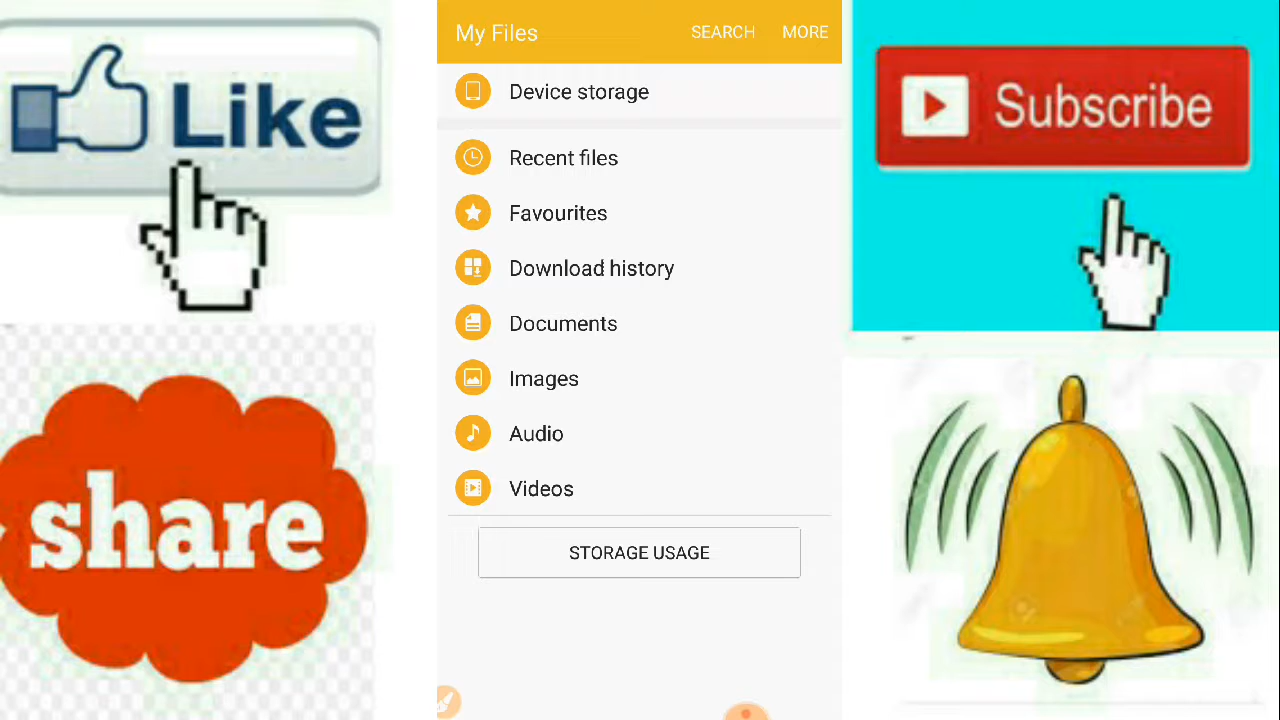 Like
share
My Files SEARCH MORE
Device storage
Recent files
Favourites
Download history
Documents
Images
Audio
Videos
STORAGE USAGE
Subscribe